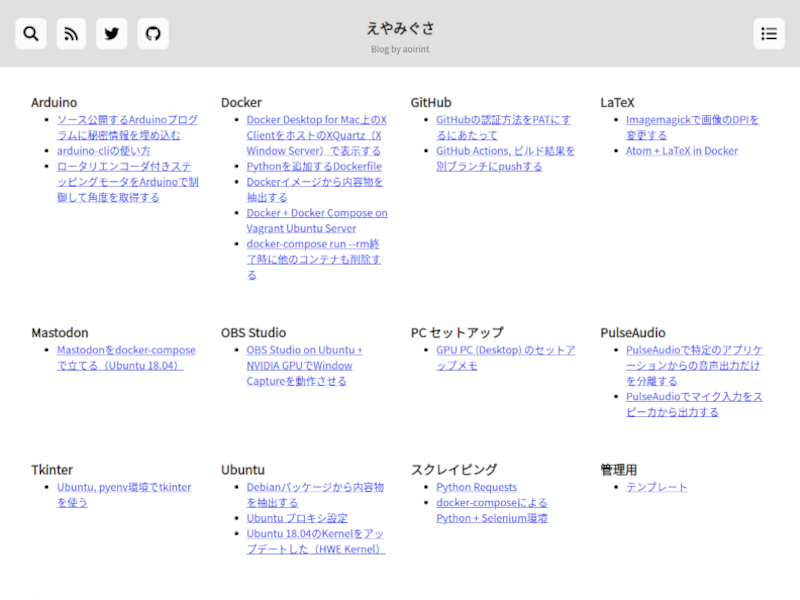 えやみぐさ
Blog by aoirint
Arduino
ソース公開するArduinoプログ
ラムに秘密情報を埋め込む
arduino-cliの使い方
ロータリエンコーダ付きステ
ッピングモータをArduinoで制
御して角度を取得する
Docker
Docker Desktop for Mac上のX
ClientをホストのXQuartz（X
Window Server）で表示する
Pythonを追加するDockerfile
Dockerイメージから内容物を
抽出する
Docker + Docker Compose on
Vagrant Ubuntu Server
docker-compose run --rm終
了時に他のコンテナも削除す
る
GitHub
GitHubの認証方法をPATにす
るにあたって
GitHub Actions, ビルド結果を
別ブランチにpushする
LaTeX
Imagemagickで画像のDPIを
変更する
Atom + LaTeX in Docker
Mastodon
Mastodonをdocker-compose
で立てる（Ubuntu 18.04）
OBS Studio
OBS Studio on Ubuntu +
NVIDIA GPUでWindow
Captureを動作させる
PC セットアップ
GPU PC (Desktop) のセットア
ップメモ
PulseAudio
PulseAudioで特定のアプリケ
ーションからの音声出力だけ
を分離する
PulseAudioでマイク入力をス
ピーカから出力する
Tkinter
Ubuntu, pyenv環境でtkinter
を使う
Ubuntu
Debianパッケージから内容物
を抽出する
Ubuntu プロキシ設定
Ubuntu 18.04のKernelをアッ
プデートした（HWE Kernel）
スクレイピング
Python Requests
docker-composeによる
Python + Selenium環境
管理用
テンプレート